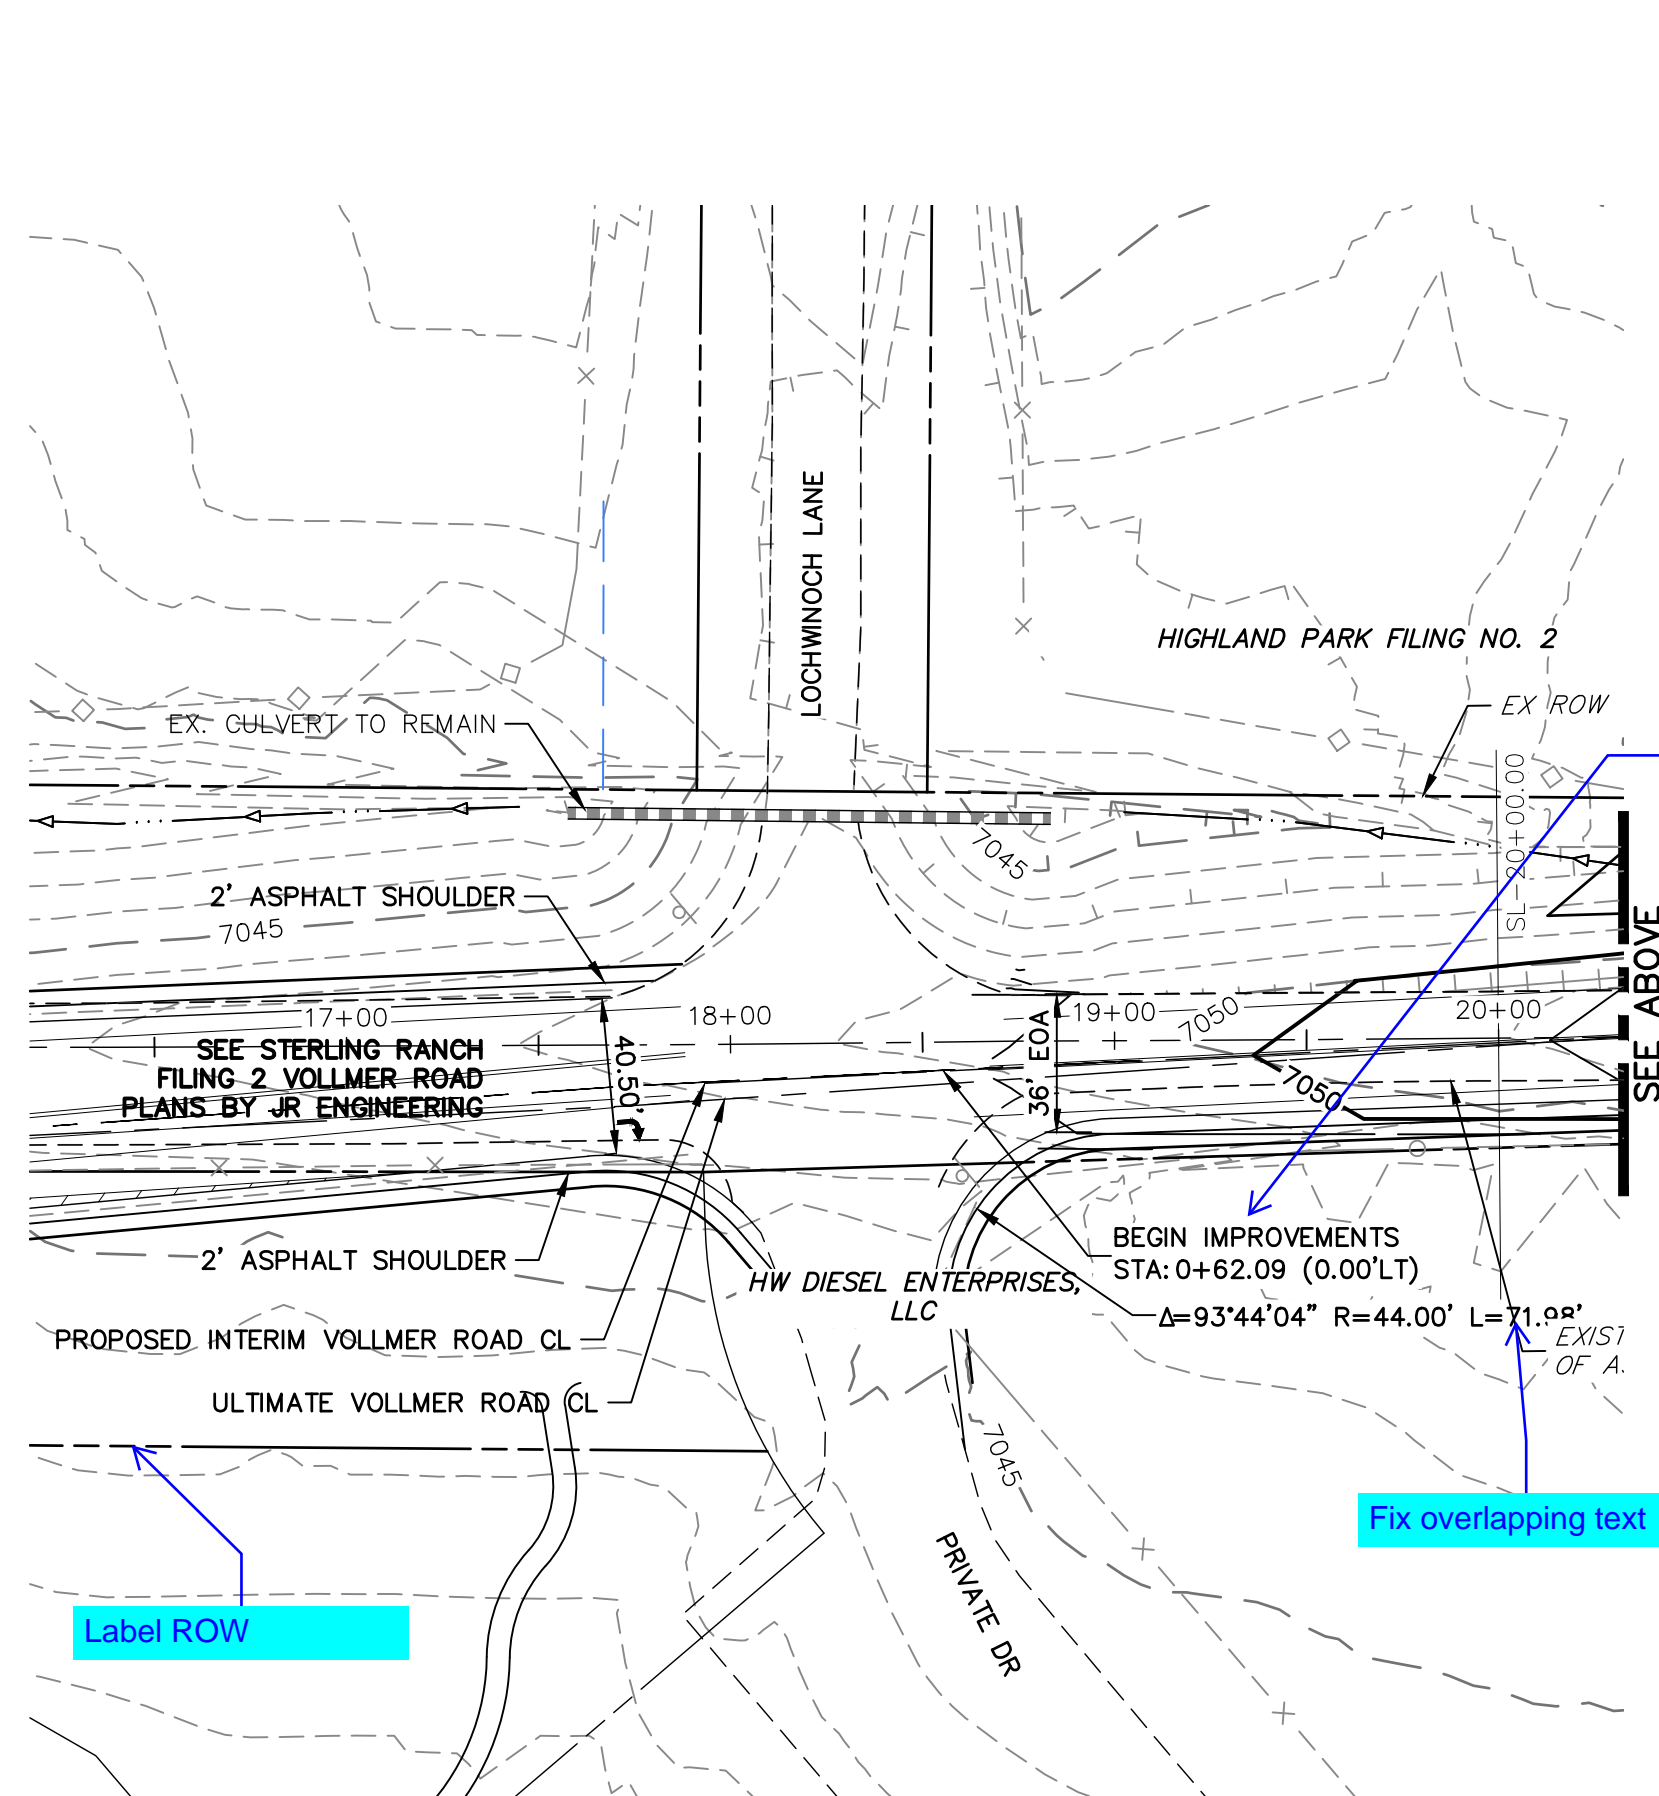 LOCHWINOCH LANE
HIGHLAND PARK FILING NO. 2
EX ROW
EX. CULVERT TO REMAIN
SL-20+00.00
7045
2' ASPHALT SHOULDER
7045
SEE ABOVE
17+00
18+00
19+00
7050
20+00
SEE STERLING RANCH
FILING 2 VOLLMER ROAD
PLANS BY JR ENGINEERING
40.50'
36' EOA
7050
BEGIN IMPROVEMENTS
STA: 0+62.09 (0.00'LT)
2' ASPHALT SHOULDER
HW DIESEL ENTERPRISES,
LLC
Δ=93°44'04" R=44.00' L=71.98'
PROPOSED INTERIM VOLLMER ROAD CL
EXIST
OF A
ULTIMATE VOLLMER ROAD CL
7045
Fix overlapping text
PRIVATE DR
Label ROW